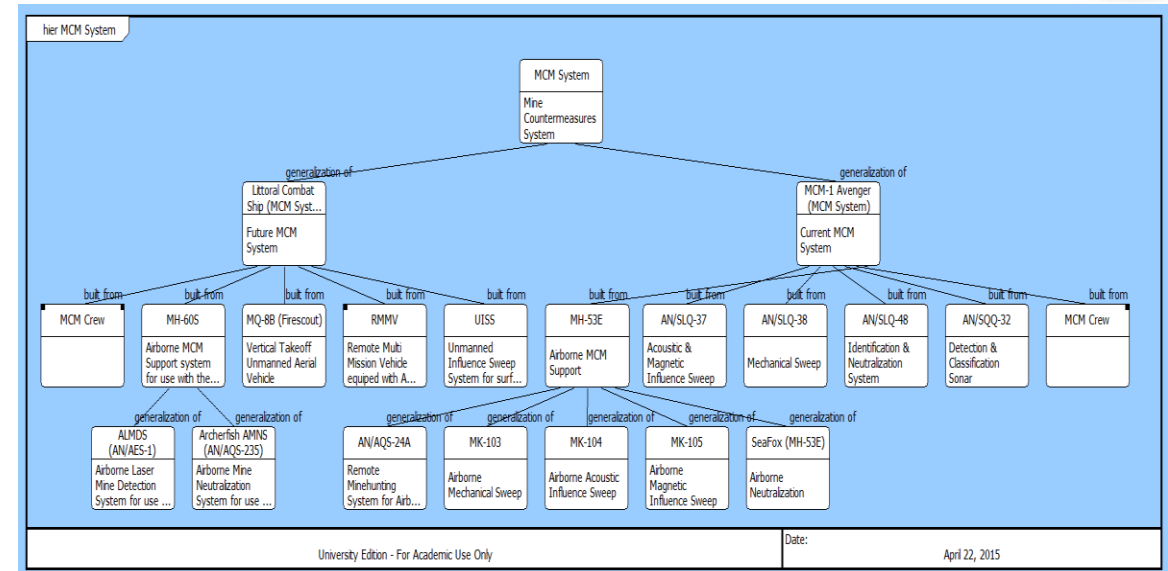 hier MCM System
MCM System
Mine
Countermeasures
System
generalization of
generalization of
Littoral Combat
Ship (MCM Syst...
Future MCM
System
MCM-1 Avenger
(MCM System)
Current MCM
System
built from
built from
built from
built from
built from
built from
built from
built from
built from
built from
built from
MCM Crew
MH-60S
Airborne MCM
Support system
for use with the...
MQ-8B (Firescout)
Vertical Takeoff
Unmanned Aerial
Vehicle
RMMV
Remote Multi
Mission Vehicle
equiped with A...
UISS
Unmanned
Influence Sweep
System for surf...
MH-53E
Airborne MCM
Support
AN/SLQ-37
Acoustic &
Magnetic
Influence Sweep
AN/SLQ-38
Mechanical Sweep
AN/SLQ-48
Identification &
Neutralization
System
AN/SQQ-32
Detection &
Classification
Sonar
MCM Crew
generalization of
generalization of
generalization of
generalization of
generalization of
generalization of
generalization of
ALMDS
(AN/AES-1)
Airborne Laser
Mine Detection
System for use ...
Archerfish AMNS
(AN/AQS-235)
Airborne Mine
Neutralization
System for use ...
AN/AQS-24A
Remote
Minehunting
System for Airb...
MK-103
Airborne
Mechanical Sweep
MK-104
Airborne Acoustic
Influence Sweep
MK-105
Airborne
Magnetic
Influence Sweep
SeaFox (MH-53E)
Airborne
Neutralization
University Edition - For Academic Use Only
Date:
April 22, 2015